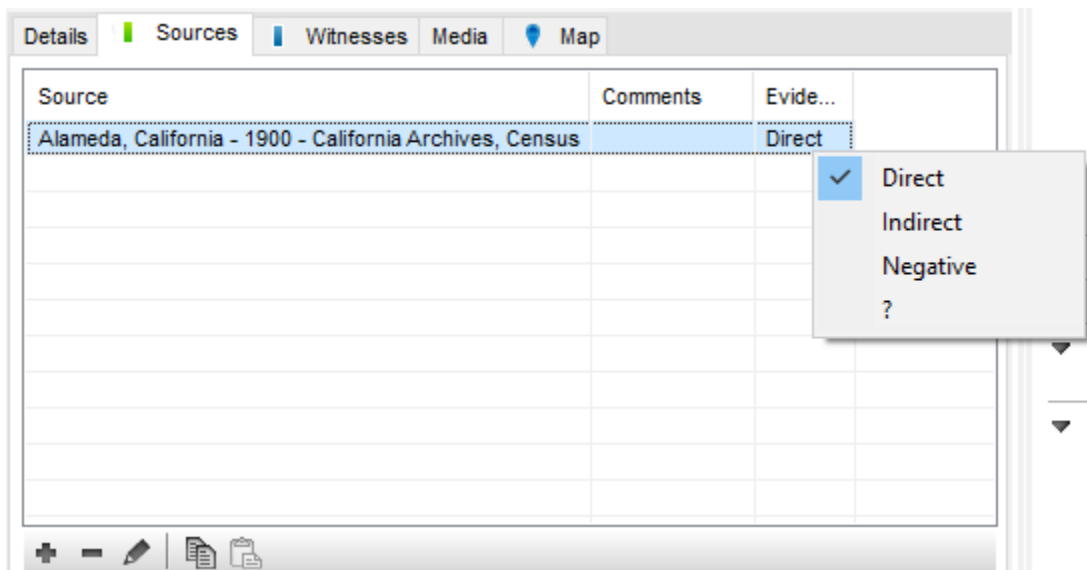 Details Sources Witnesses Media Map
Source Comments Evide...
Alameda, California - 1900 - California Archives, Census Direct
Direct
Indirect
Negative
?